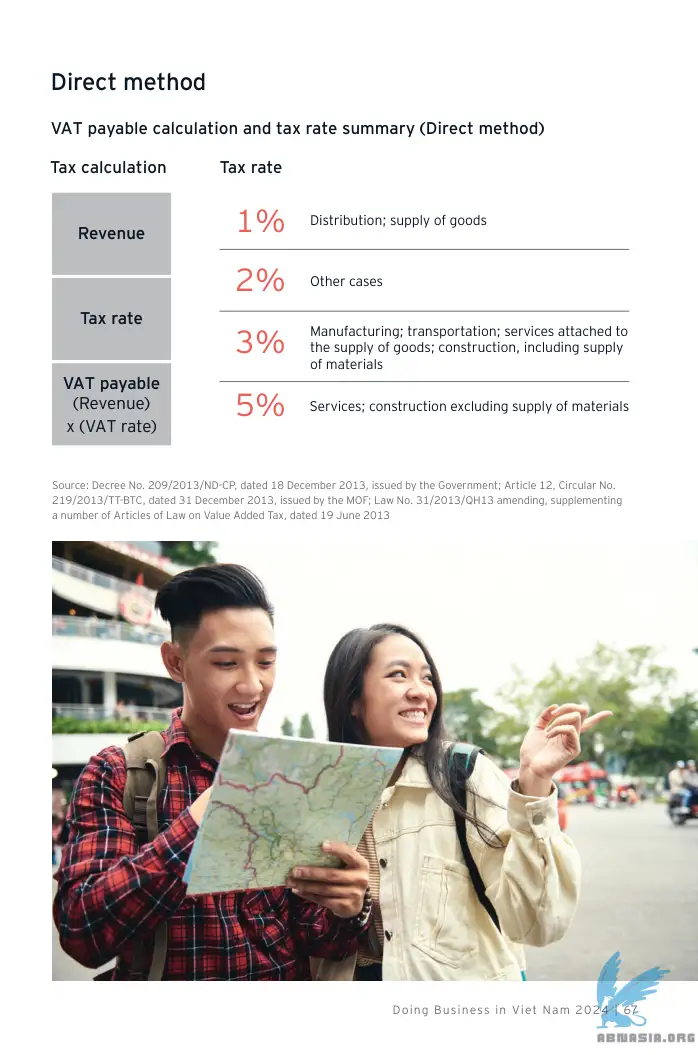 Direct method
VAT payable calculation and tax rate summary (Direct method)
Tax calculation
Tax rate
Revenue
Tax rate
VAT payable
(Revenue)
x (VAT rate)
1%
Distribution; supply of goods
2%
Other cases
3%
Manufacturing; transportation; services attached to
the supply of goods; construction, including supply
of materials
5%
Services; construction excluding supply of materials
Source: Decree No. 209/2013/ND-CP, dated 18 December 2013, issued by the Government; Article 12, Circular No.
219/2013/TT-BTC, dated 31 December 2013, issued by the MOF; Law No. 31/2013/QH13 amending, supplementing
a number of Articles of Law on Value Added Tax, dated 19 June 2013
Doing Business in Viet Nam 2024 | 67
ABNASIA.ORG